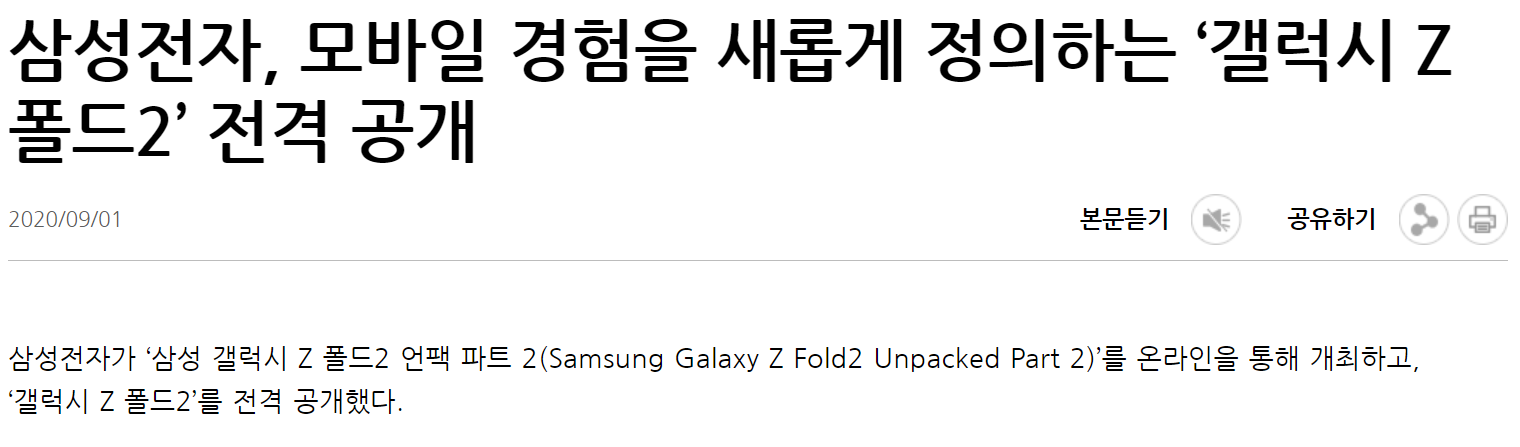 삼성전자, 모바일 경험을 새롭게 정의하는 ‘갤럭시 Z
폴드2’ 전격 공개
2020/09/01
본문듣기
공유하기
삼성전자가 ‘삼성 갤럭시 Z 폴드2 언팩 파트 2(Samsung Galaxy Z Fold2 Unpacked Part 2)’를 온라인을 통해 개최하고,
‘갤럭시 Z 폴드2’를 전격 공개했다.